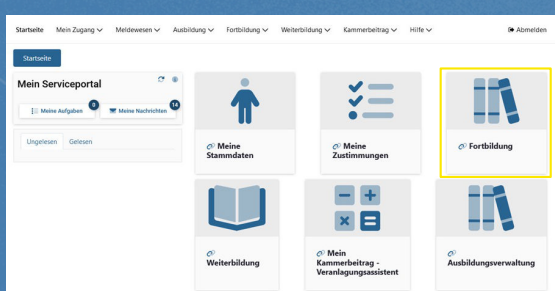 Startseite Mein Zugang Meldewesen Ausbildung Fortbildung Weiterbildung Kammerbeitrag Hilfe Abmelden
Startseite
Mein Serviceportal
Meine Aufgaben 0 Meine Nachrichten 14
Ungelesen Gelesen
Meine
Stammdaten
Meine
Zustimmungen
Fortbildung
Weiterbildung
Mein
Kammerbeitrag -
Veranlagungsassistent
Ausbildungsverwaltung